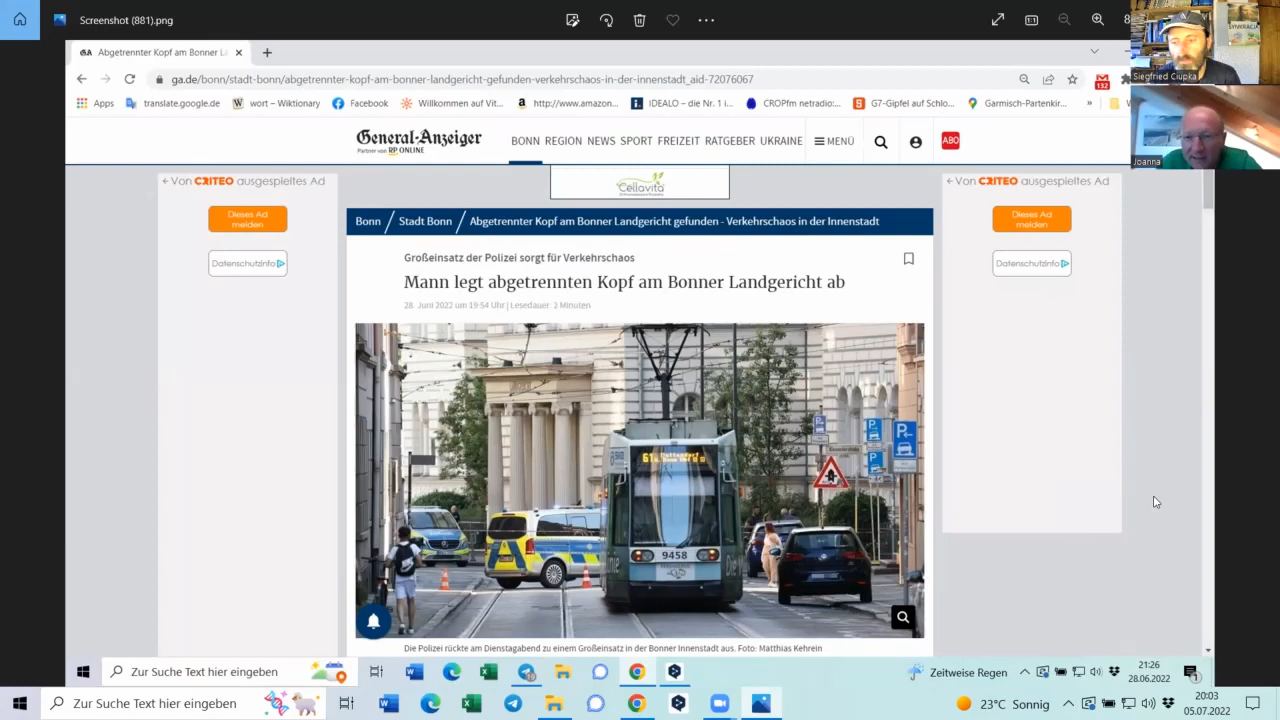 Screenshot (881).png
Abgetrennter Kopf am Bonner La
ga.de/bonn/stadt-bonn/abgetrennter-kopf-am-bonner-landgericht-gefunden-verkehrschaos-in-der-innenstadt_aid-72076067
132
Apps
translate.google.de
wort – Wiktionary
Facebook
Willkommen auf Vit...
http://www.amazon...
IDEALO – die Nr. 1 i...
CROPfm netradio:...
G7-Gipfel auf Schlo...
Garmisch-Partenkir...
»
Siegfried Ciupka
Joanna
General-Anzeiger
Partner von RP ONLINE
BONN REGION NEWS SPORT FREIZEIT RATGEBER UKRAINE MENÜ ABO
Von CRITEO ausgespieltes Ad
Dieses Ad
melden
Datenschutzinfo
Cellavita
Von CRITEO ausgespieltes Ad
Dieses Ad
melden
Datenschutzinfo
Bonn / Stadt Bonn / Abgetrennter Kopf am Bonner Landgericht gefunden - Verkehrschaos in der Innenstadt
Großeinsatz der Polizei sorgt für Verkehrschaos
Mann legt abgetrennten Kopf am Bonner Landgericht ab
28. Juni 2022 um 19:54 Uhr | Lesedauer: 2 Minuten
61
P
9458
Die Polizei rückte am Dienstagabend zu einem Großeinsatz in der Bonner Innenstadt aus. Foto: Matthias Kehrein
Zur Suche Text hier eingeben
Zeitweise Regen
21:26
28.06.2022
1
Zur Suche Text hier eingeben
23°C Sonnig
20:03
05.07.2022